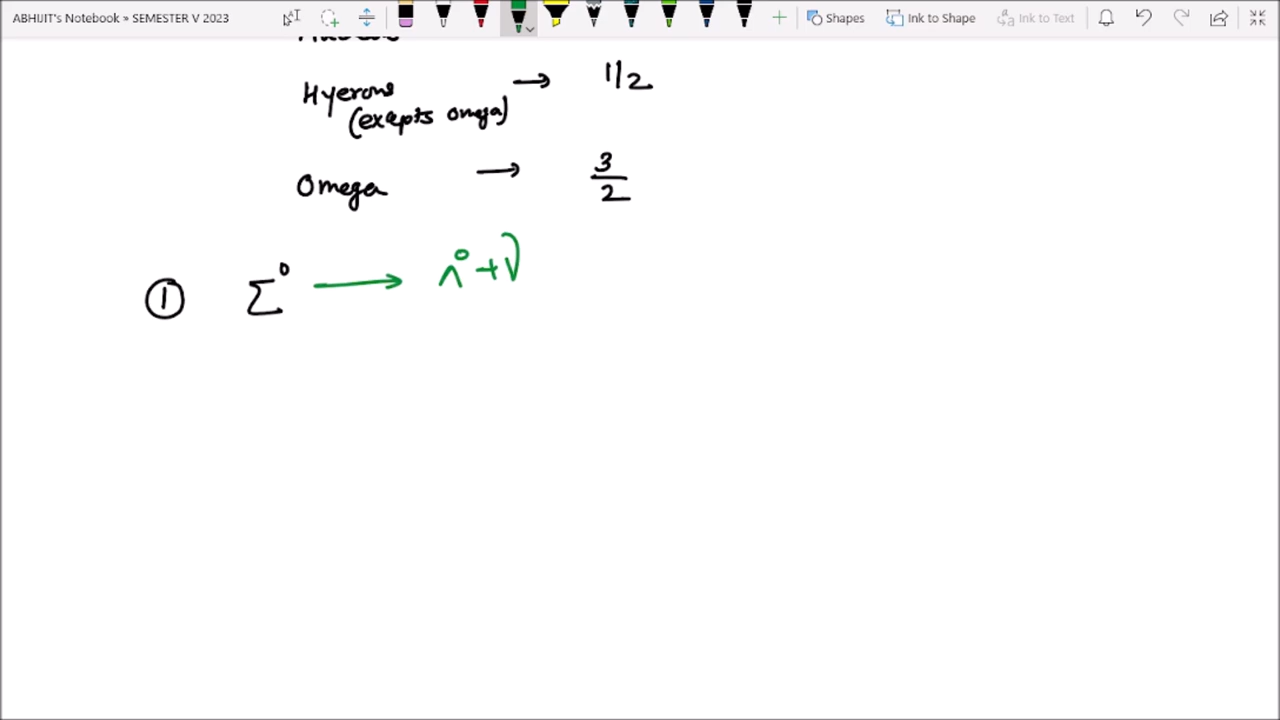 ABHIJIT's Notebook » SEMESTER V 2023 Shapes Ink to Shape Ink to Text
Hyerons → 1/2
(exepts omega)
Omega → 3/2
① Σ⁰ → Λ⁰ + γ